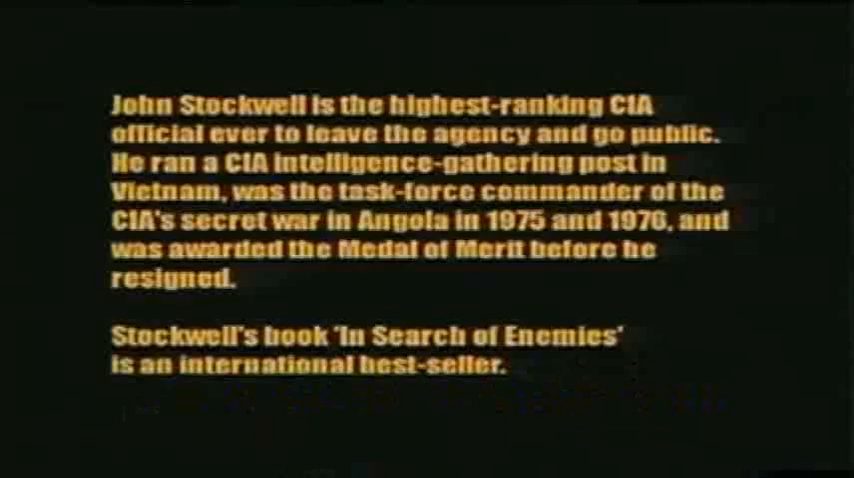 John Stockwell is the highest-ranking CIA
official ever to leave the agency and go public.
He ran a CIA intelligence-gathering post in
Vietnam, was the task-force commander of the
CIA's secret war in Angola in 1975 and 1976, and
was awarded the Medal of Merit before he
resigned.
Stockwell's book 'In Search of Enemies'
is an international best-seller.